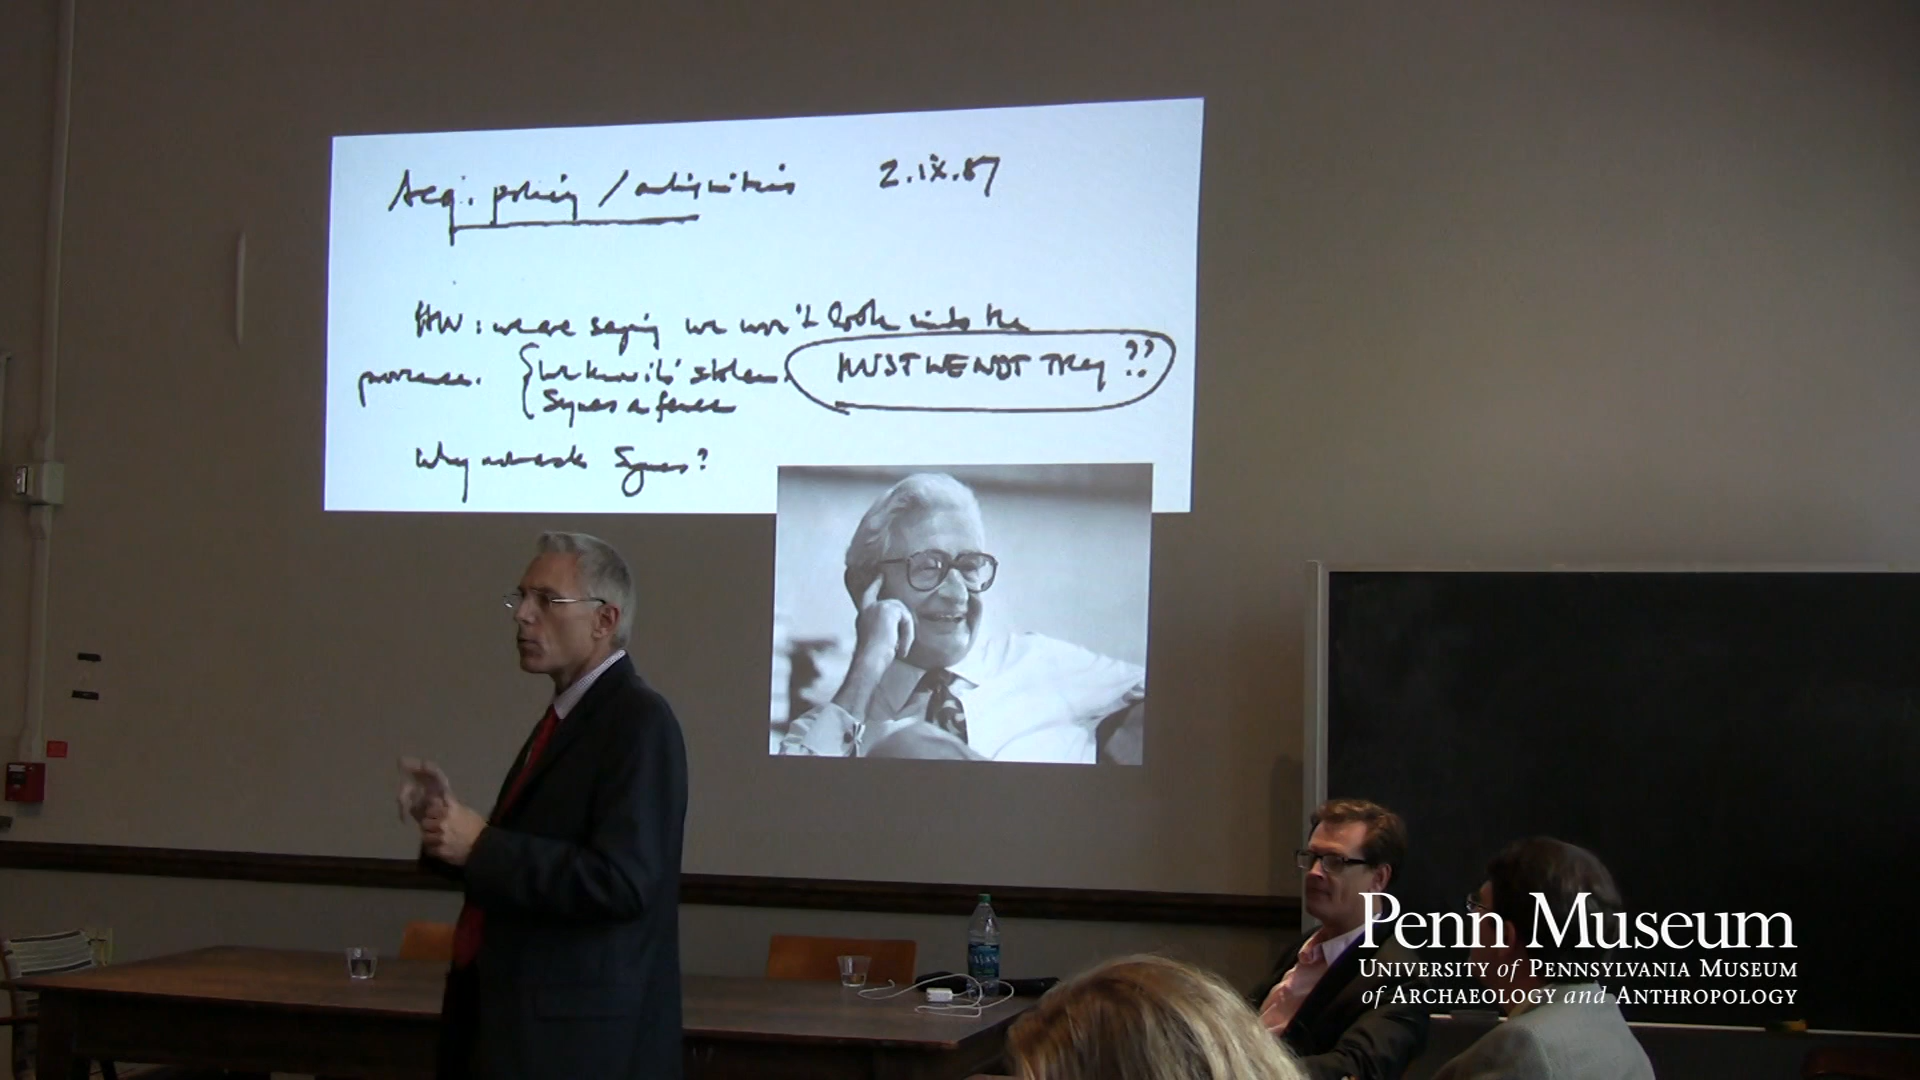 Acq. policy / antiquities 2.ix.87
HW: we are saying we won't look into the
provenance. {We know it's stolen. MUST WE NOT TRY??
Symes a fence
Why Symes?
Penn Museum
UNIVERSITY of PENNSYLVANIA MUSEUM
of ARCHAEOLOGY and ANTHROPOLOGY